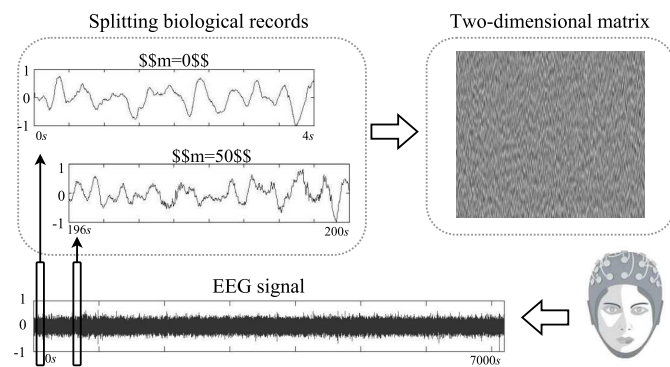 Splitting biological records
Two-dimensional matrix
$$m=0$$
1
0
-1
0s
4s
$$m=50$$
1
0
-1
196s
200s
EEG signal
1
0
-1
0s
7000s